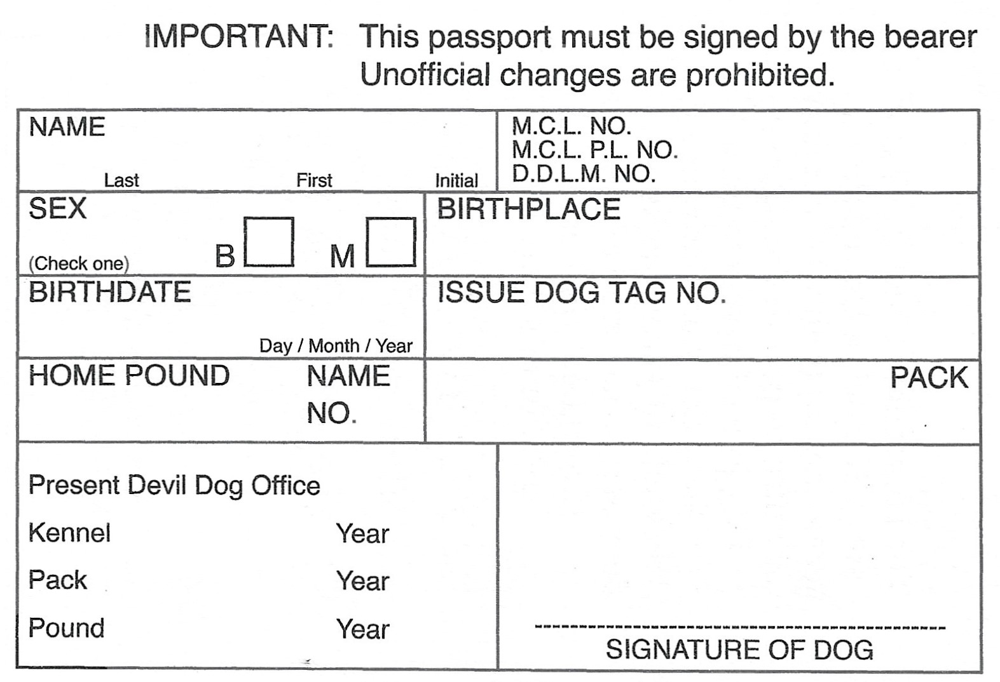 IMPORTANT: This passport must be signed by the bearer
Unofficial changes are prohibited.
NAME
Last First Initial
M.C.L. NO.
M.C.L. P.L. NO.
D.D.L.M. NO.
SEX
(Check one) B M
BIRTHPLACE
BIRTHDATE
Day / Month / Year
ISSUE DOG TAG NO.
HOME POUND NAME
NO.
PACK
Present Devil Dog Office
Kennel Year
Pack Year
Pound Year
SIGNATURE OF DOG